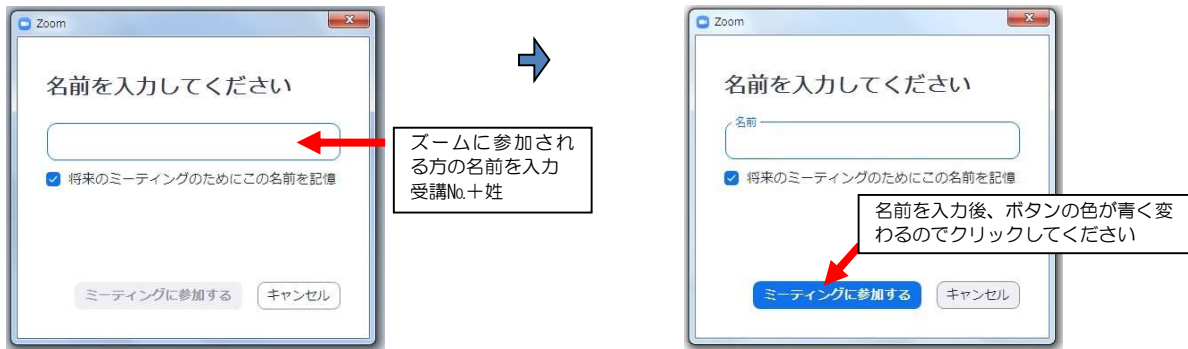 Zoom
名前を入力してください
将来のミーティングのためにこの名前を記憶
ミーティングに参加する
キャンセル
ズームに参加され
る方の名前を入力
受講№+姓
Zoom
名前を入力してください
名前
将来のミーティングのためにこの名前を記憶
名前を入力後、ボタンの色が青く変
わるのでクリックしてください
ミーティングに参加する
キャンセル